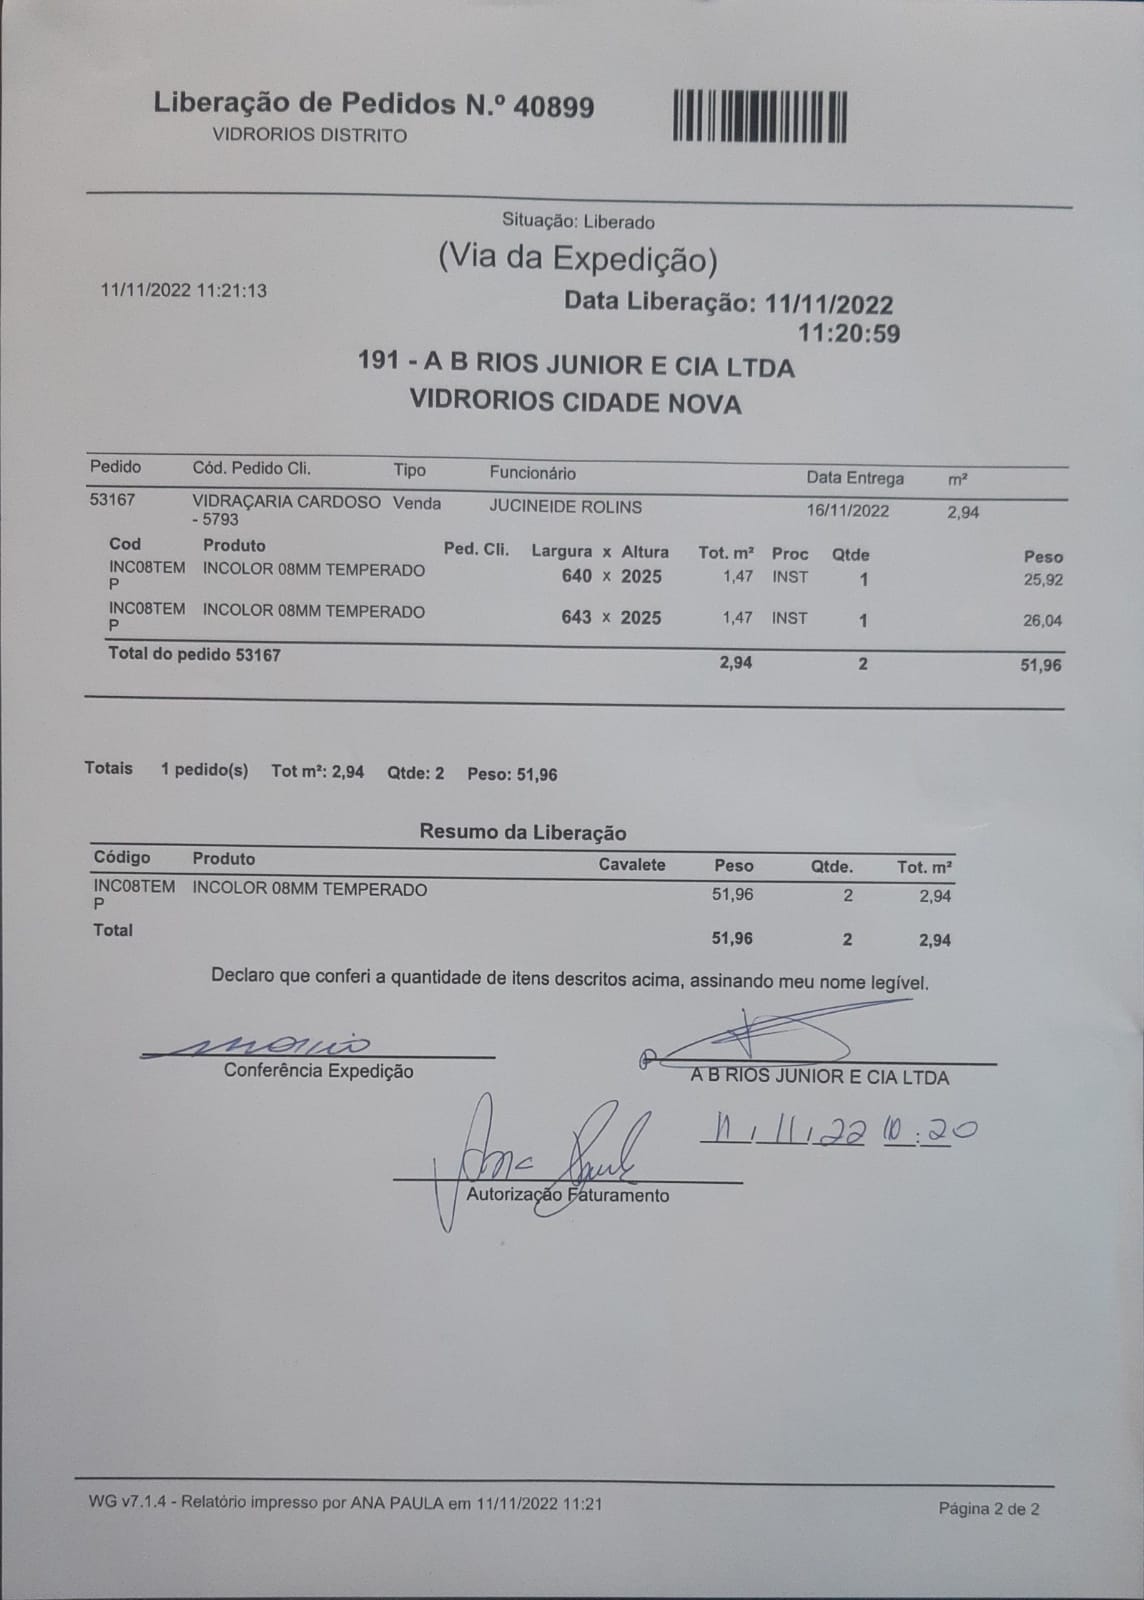 Liberação de Pedidos N.º 40899
VIDRORIOS DISTRITO
Situação: Liberado
(Via da Expedição)
11/11/2022 11:21:13
Data Liberação: 11/11/2022
11:20:59
191 - A B RIOS JUNIOR E CIA LTDA
VIDRORIOS CIDADE NOVA
Pedido Cód. Pedido Cli. Tipo Funcionário Data Entrega m²
53167 VIDRAÇARIA CARDOSO Venda JUCINEIDE ROLINS 16/11/2022 2,94
- 5793
Cod Produto Ped. Cli. Largura x Altura Tot. m² Proc Qtde Peso
INC08TEM INCOLOR 08MM TEMPERADO 640 x 2025 1,47 INST 1 25,92
P
INC08TEM INCOLOR 08MM TEMPERADO 643 x 2025 1,47 INST 1 26,04
P
Total do pedido 53167 2,94 2 51,96
Totais 1 pedido(s) Tot m²: 2,94 Qtde: 2 Peso: 51,96
Resumo da Liberação
Código Produto Cavalete Peso Qtde. Tot. m²
INC08TEM INCOLOR 08MM TEMPERADO 51,96 2 2,94
P
Total 51,96 2 2,94
Declaro que conferi a quantidade de itens descritos acima, assinando meu nome legível.
Conferência Expedição
A B RIOS JUNIOR E CIA LTDA
11/11/22 10:20
Ana Paula
Autorização Faturamento
WG v7.1.4 - Relatório impresso por ANA PAULA em 11/11/2022 11:21
Página 2 de 2